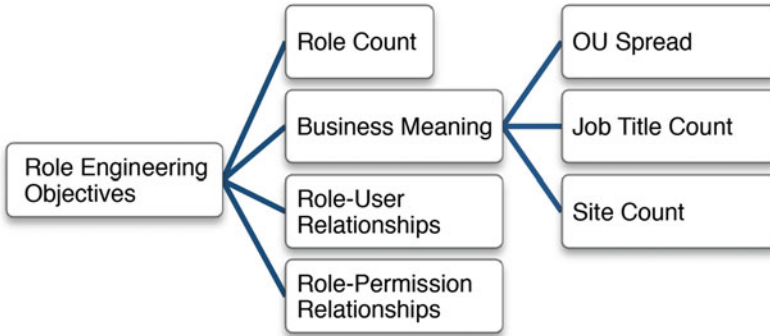 Role Engineering
Objectives
Role Count
Business Meaning
Role-User
Relationships
Role-Permission
Relationships
OU Spread
Job Title Count
Site Count